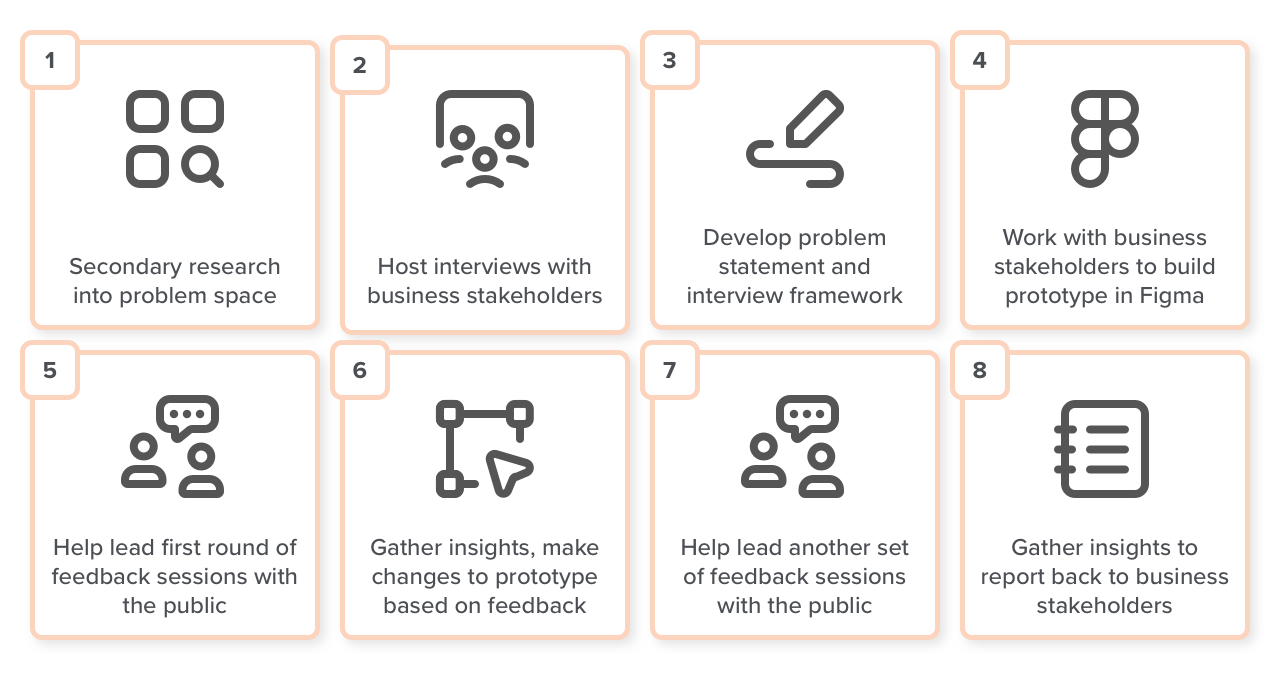 1
Secondary research
into problem space
2
Host interviews with
business stakeholders
3
Develop problem
statement and
interview framework
4
Work with business
stakeholders to build
prototype in Figma
5
Help lead first round of
feedback sessions with
the public
6
Gather insights, make
changes to prototype
based on feedback
7
Help lead another set
of feedback sessions
with the public
8
Gather insights to
report back to business
stakeholders